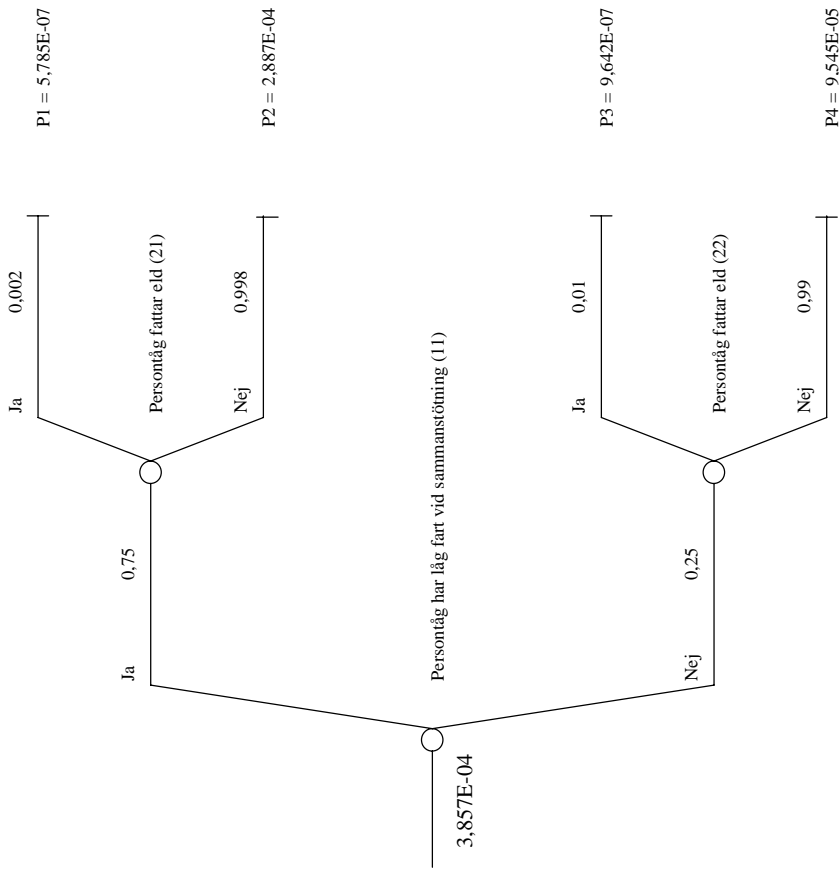 Ja
0,002
P1 = 5,785E-07
Persontåg fattar eld (21)
Nej
0,998
P2 = 2,887E-04
Ja
0,75
Persontåg har låg fart vid sammanstötning (11)
3,857E-04
Ja
0,01
P3 = 9,642E-07
Persontåg fattar eld (22)
Nej
0,25
Nej
0,99
P4 = 9.545E-05